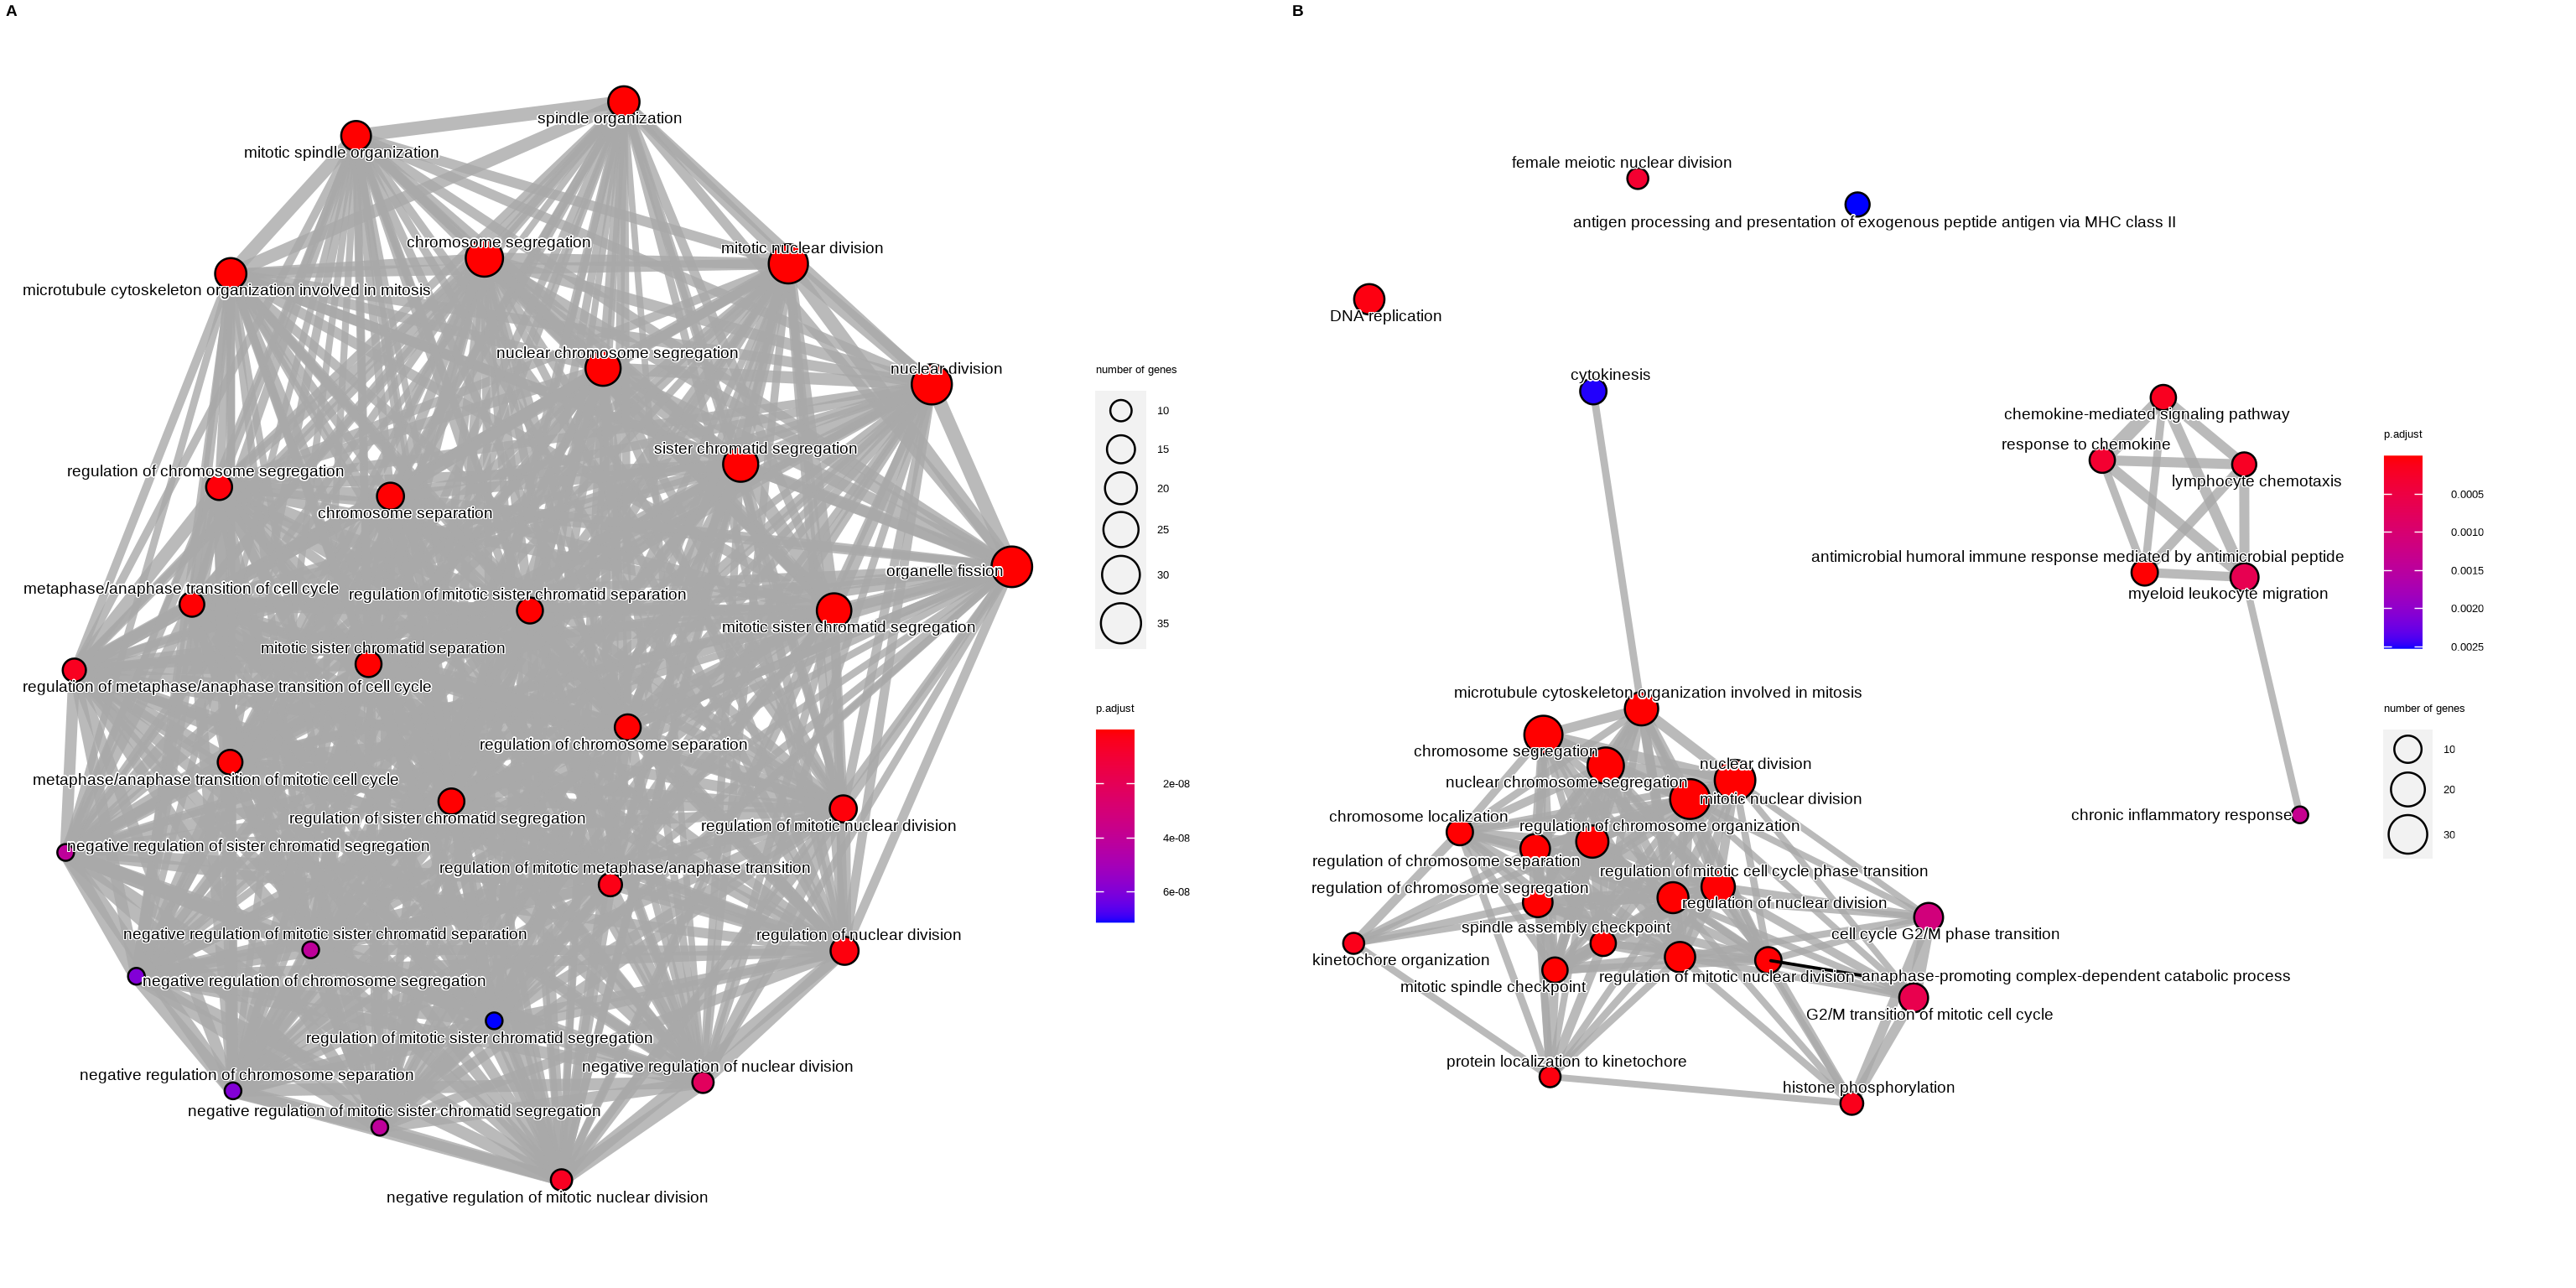 A
spindle organization
mitotic spindle organization
chromosome segregation
mitotic nuclear division
microtubule cytoskeleton organization involved in mitosis
nuclear chromosome segregation
nuclear division
sister chromatid segregation
regulation of chromosome segregation
chromosome separation
organelle fission
metaphase/anaphase transition of cell cycle
regulation of mitotic sister chromatid separation
mitotic sister chromatid segregation
mitotic sister chromatid separation
regulation of metaphase/anaphase transition of cell cycle
regulation of chromosome separation
metaphase/anaphase transition of mitotic cell cycle
regulation of sister chromatid segregation
regulation of mitotic nuclear division
negative regulation of sister chromatid segregation
regulation of mitotic metaphase/anaphase transition
negative regulation of mitotic sister chromatid separation
regulation of nuclear division
negative regulation of chromosome segregation
regulation of mitotic sister chromatid segregation
negative regulation of nuclear division
negative regulation of chromosome separation
negative regulation of mitotic sister chromatid segregation
negative regulation of mitotic nuclear division
number of genes
10
15
20
25
30
35
p.adjust
2e-08
4e-08
6e-08
B
female meiotic nuclear division
antigen processing and presentation of exogenous peptide antigen via MHC class II
DNA replication
cytokinesis
chemokine-mediated signaling pathway
response to chemokine
lymphocyte chemotaxis
antimicrobial humoral immune response mediated by antimicrobial peptide
myeloid leukocyte migration
microtubule cytoskeleton organization involved in mitosis
chromosome segregation
nuclear division
nuclear chromosome segregation
mitotic nuclear division
chromosome localization
chronic inflammatory response
regulation of chromosome organization
regulation of chromosome separation
regulation of mitotic cell cycle phase transition
regulation of chromosome segregation
regulation of nuclear division
spindle assembly checkpoint
cell cycle G2/M phase transition
kinetochore organization
regulation of mitotic nuclear division
anaphase-promoting complex-dependent catabolic process
mitotic spindle checkpoint
G2/M transition of mitotic cell cycle
protein localization to kinetochore
histone phosphorylation
p.adjust
0.0005
0.0010
0.0015
0.0020
0.0025
number of genes
10
20
30